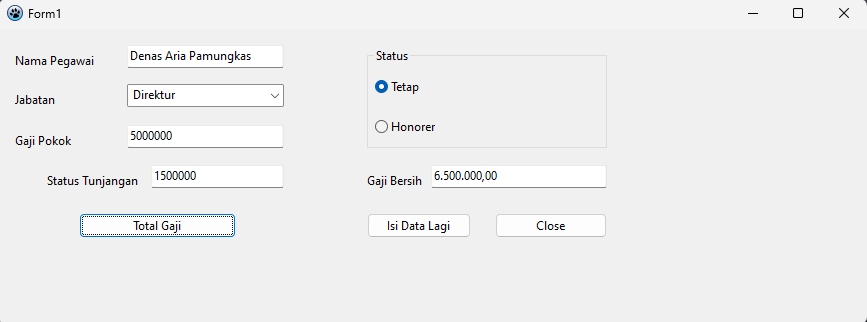 Form1
Nama Pegawai Denas Aria Pamungkas
Jabatan Direktur
Gaji Pokok 5000000
Status Tunjangan 1500000
Total Gaji
Status
Tetap
Honorer
Gaji Bersih 6.500.000,00
Isi Data Lagi Close